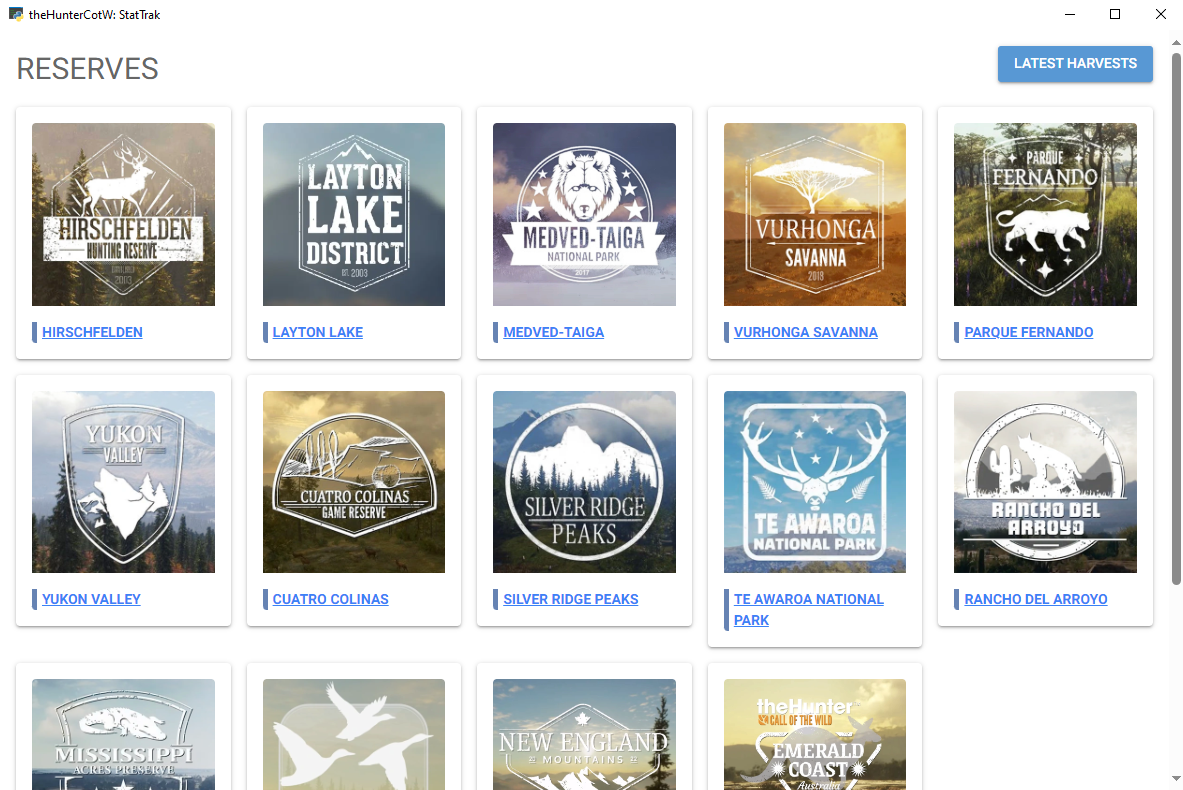 theHunterCotW: StatTrak
RESERVES
LATEST HARVESTS
HIRSCHFELDEN
HUNTING RESERVE
LAYTON
LAKE
DISTRICT
EST. 2003
MEDVED-TAIGA
NATIONAL PARK
2017
VURHONGA
SAVANNA
2019
PARQUE
FERNANDO
HIRSCHFELDEN
LAYTON LAKE
MEDVED-TAIGA
VURHONGA SAVANNA
PARQUE FERNANDO
YUKON
VALLEY
CUATRO COLINAS
GAME RESERVE
SILVER RIDGE
PEAKS
TE AWAROA
NATIONAL PARK
RANCHO DEL
ARROYO
YUKON VALLEY
CUATRO COLINAS
SILVER RIDGE PEAKS
TE AWAROA NATIONAL
PARK
RANCHO DEL ARROYO
MISSISSIPPI
ACRES PRESERVE
NEW ENGLAND
MOUNTAINS
theHunter
CALL OF THE WILD
EMERALD
COAST
Australia